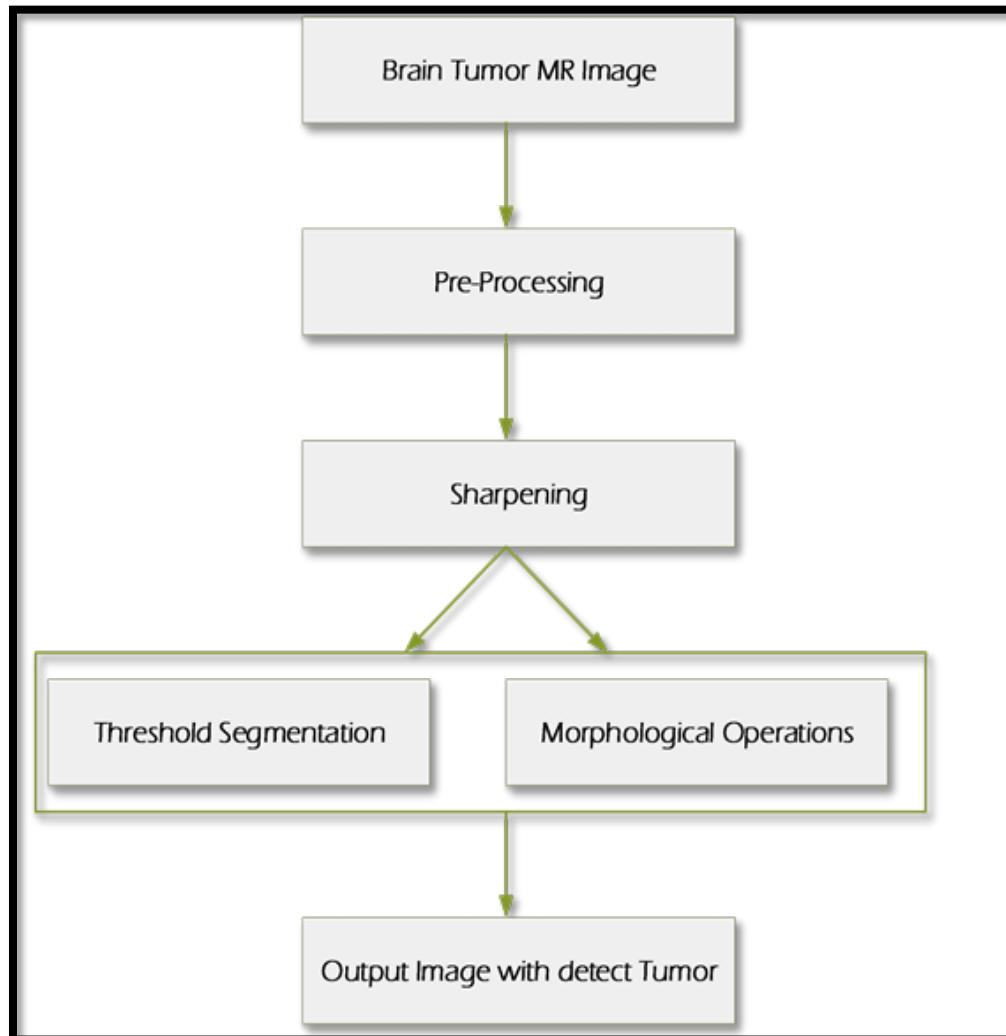 Brain Tumor MR Image
Pre-Processing
Sharpening
Threshold Segmentation
Morphological Operations
Output Image with detect Tumor